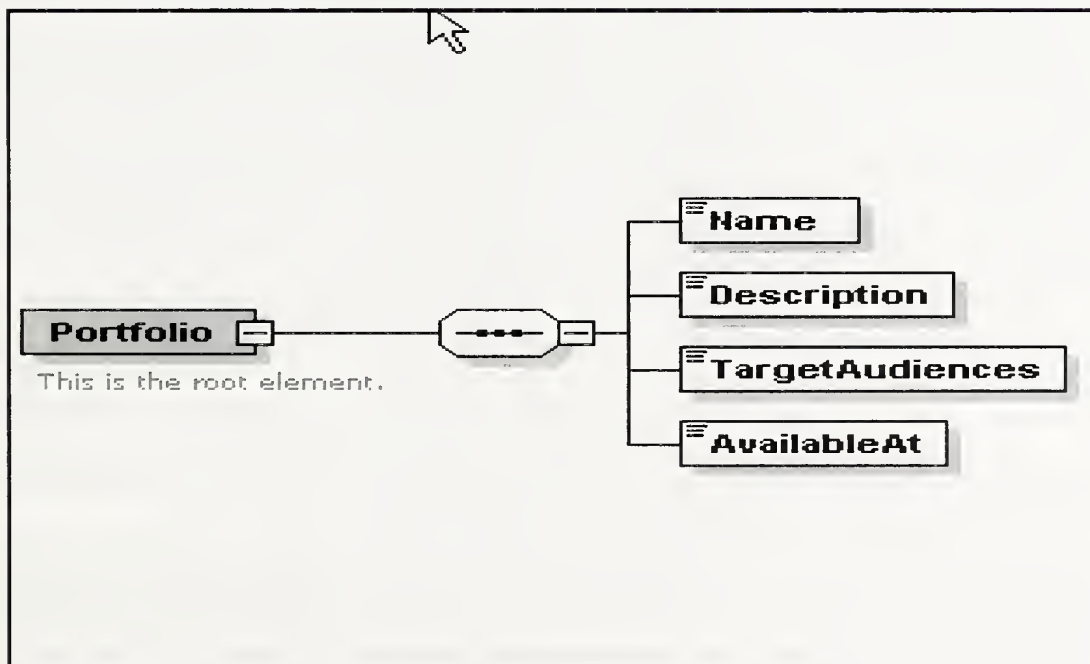 Name
Description
Portfolio
TargetAudiences
This is the root element.
AvailableAt